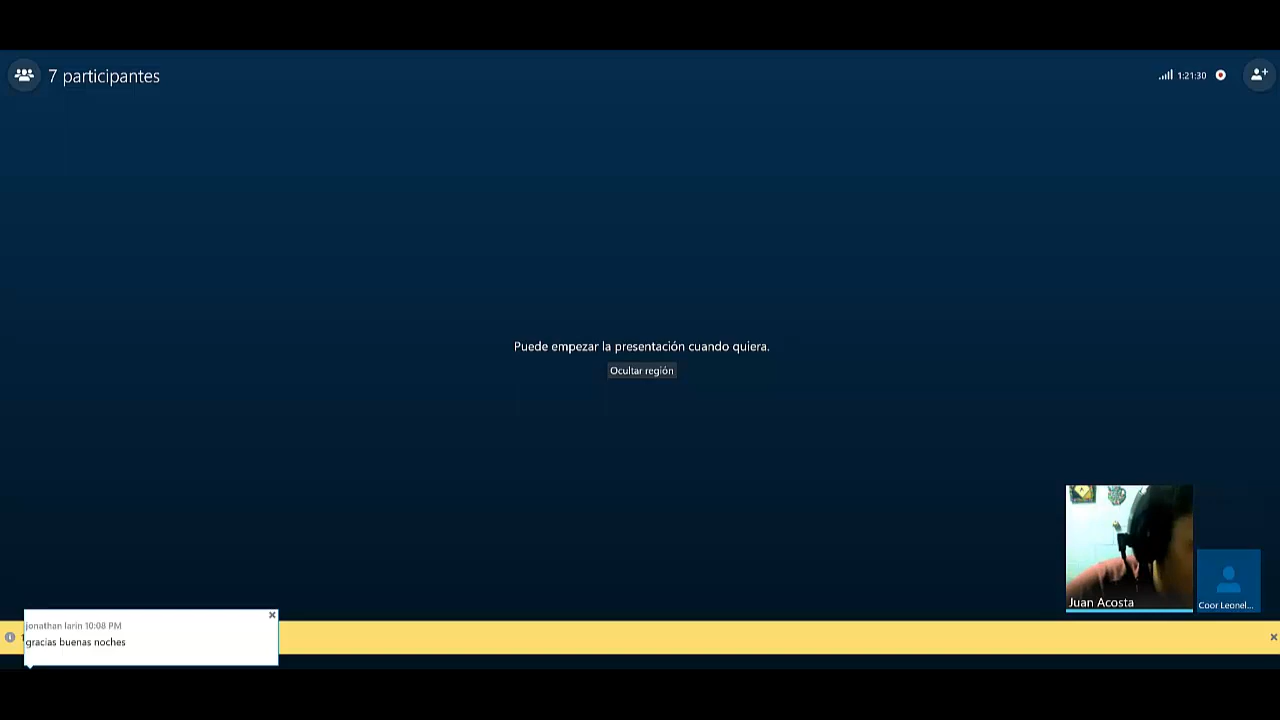 7 participantes
1:21:30
Puede empezar la presentación cuando quiera.
Ocultar región
Juan Acosta
Coor Leonel...
jonathan larin 10:08 PM
gracias buenas noches